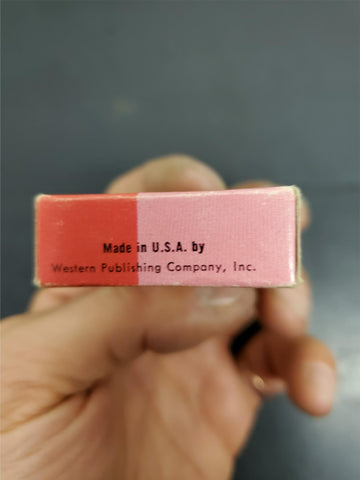 Made in U.S.A. by
Western Publishing Company, Inc.